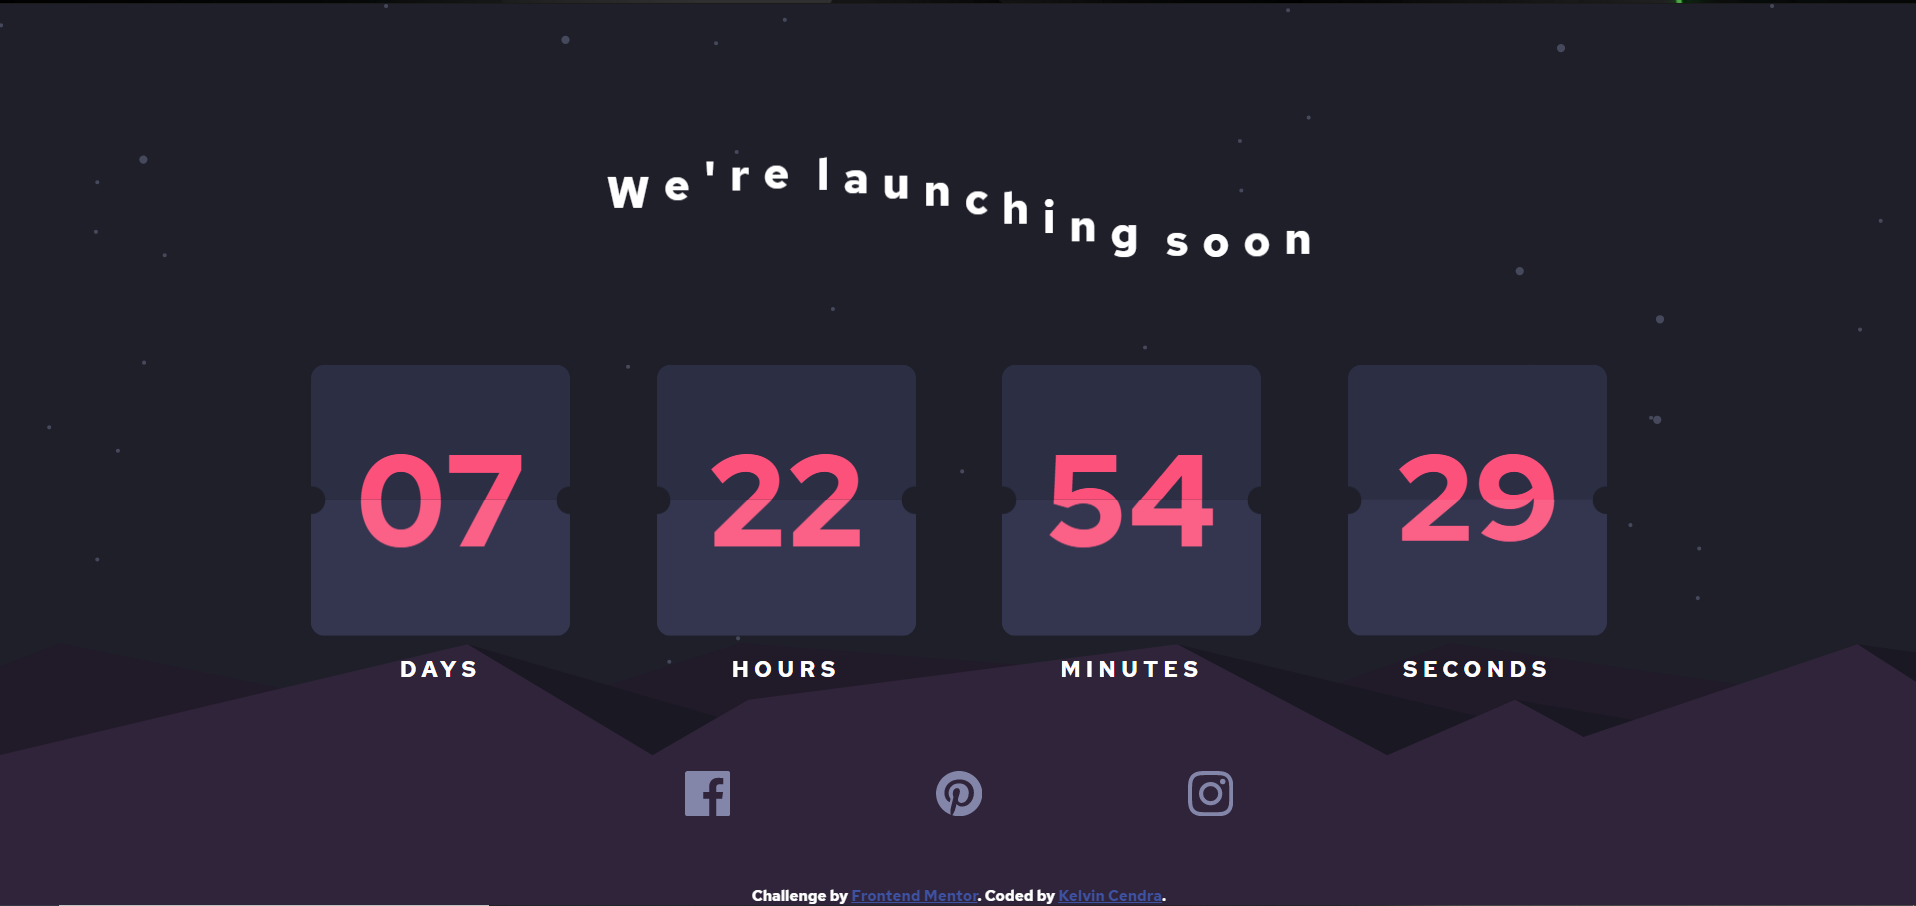 We're launching soon
07 22 54 29
DAYS HOURS MINUTES SECONDS
Challenge by Frontend Mentor. Coded by Kelvin Cendra.